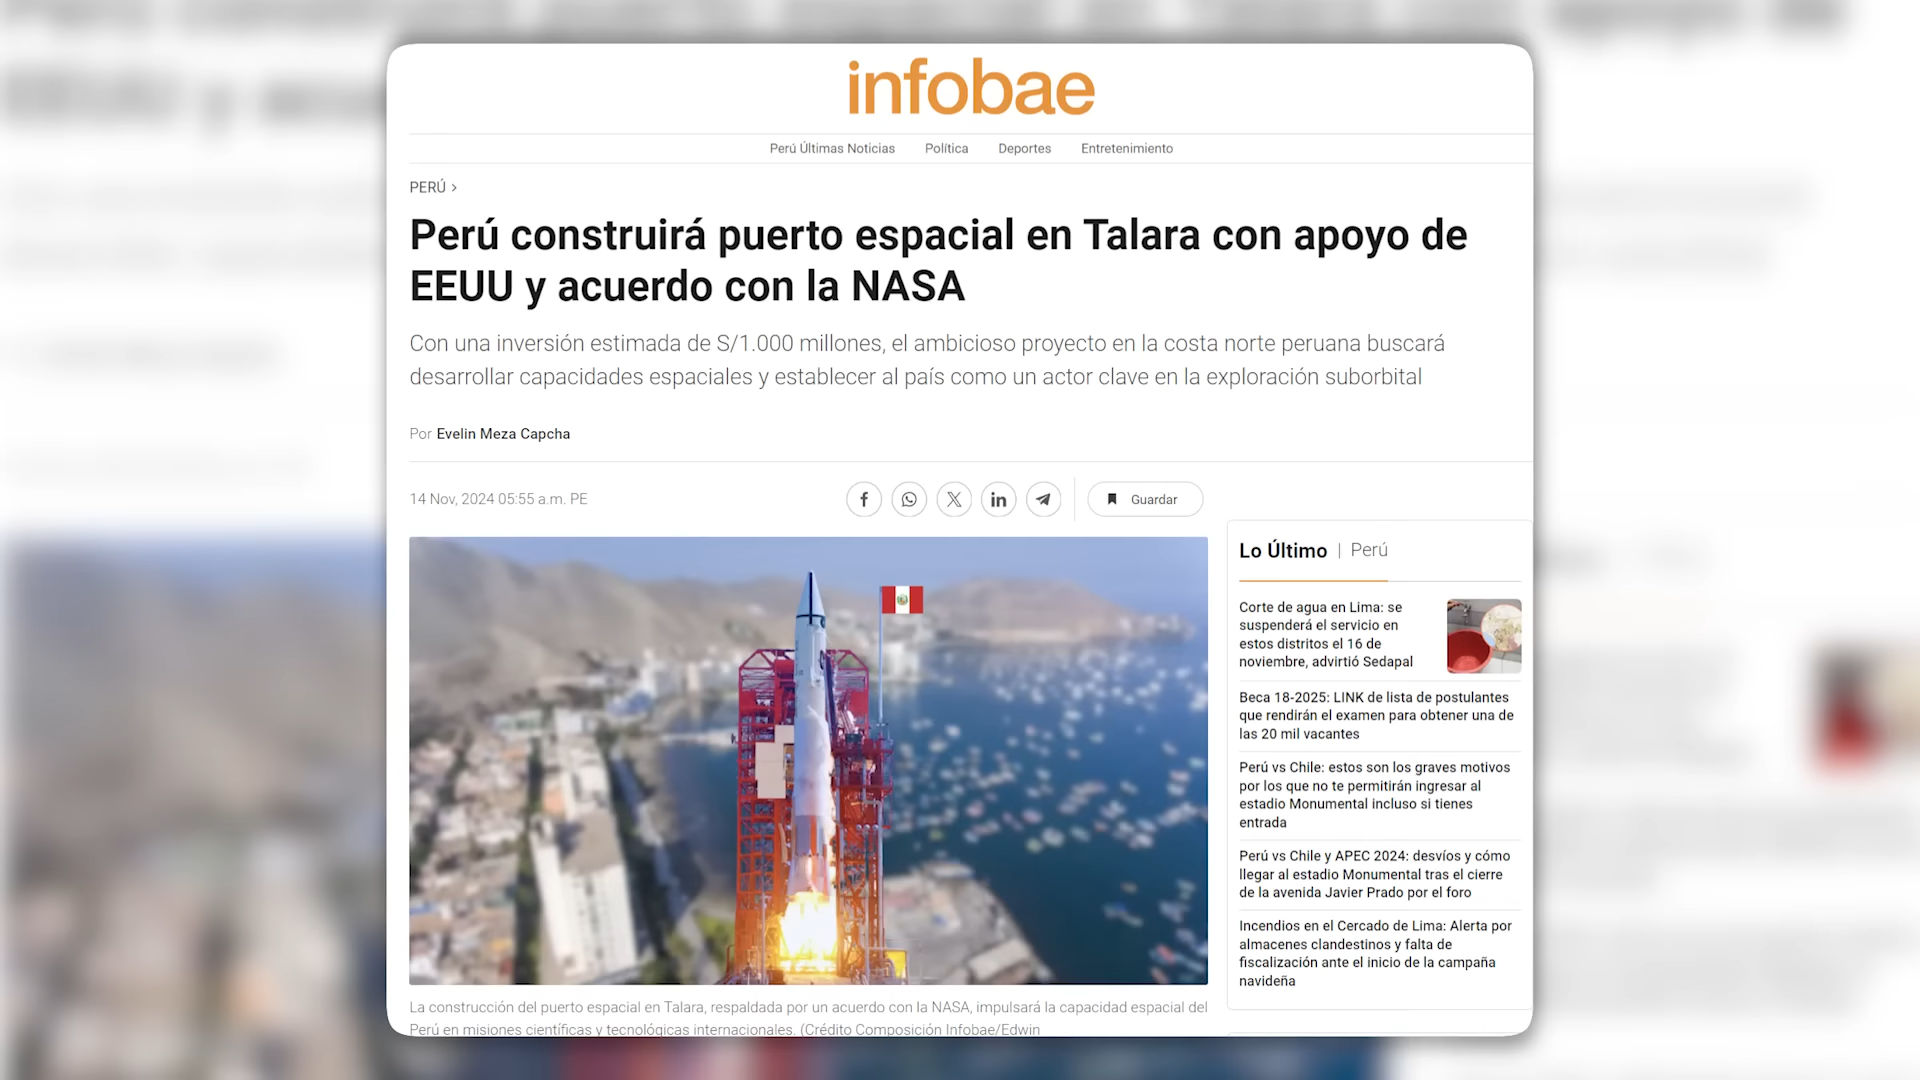 infobae
Perú Últimas Noticias Política Deportes Entretenimiento
PERÚ >
Perú construirá puerto espacial en Talara con apoyo de
EEUU y acuerdo con la NASA
Con una inversión estimada de S/1.000 millones, el ambicioso proyecto en la costa norte peruana buscará
desarrollar capacidades espaciales y establecer al país como un actor clave en la exploración suborbital
Por Evelin Meza Capcha
14 Nov, 2024 05:55 a.m. PE
Guardar
La construcción del puerto espacial en Talara, respaldada por un acuerdo con la NASA, impulsará la capacidad espacial del
Perú en misiones científicas y tecnológicas internacionales. (Crédito Composición Infobae/Edwin
Lo Último | Perú
Corte de agua en Lima: se
suspenderá el servicio en
estos distritos el 16 de
noviembre, advirtió Sedapal
Beca 18-2025: LINK de lista de postulantes
que rendirán el examen para obtener una de
las 20 mil vacantes
Perú vs Chile: estos son los graves motivos
por los que no te permitirán ingresar al
estadio Monumental incluso si tienes
entrada
Perú vs Chile y APEC 2024: desvíos y cómo
llegar al estadio Monumental tras el cierre
de la avenida Javier Prado por el foro
Incendios en el Cercado de Lima: Alerta por
almacenes clandestinos y falta de
fiscalización ante el inicio de la campaña
navideña